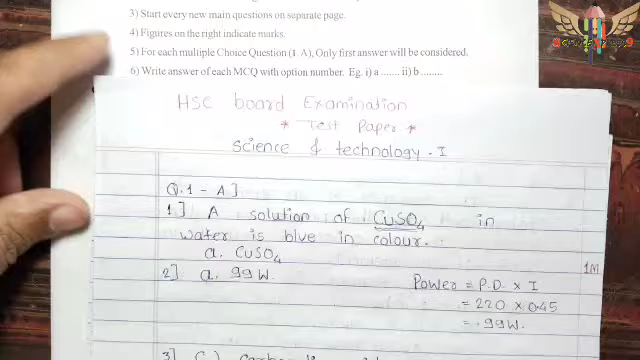 3) Start every new main questions on separate page.
4) Figures on the right indicate marks.
5) For each multiple Choice Question (1. A), Only first answer will be considered.
6) Write answer of each MCQ with option number. Eg. i) a ....... ii) b ........
HSC board Examination
* Test Paper *
Science & technology. I
Q.1 - A]
1] A solution of CuSO4 in
water is blue in colour.
a. CuSO4
1M
2] a. 99 W.
Power = P.D. × I
= 220 × 0.45
= .99W.
3]